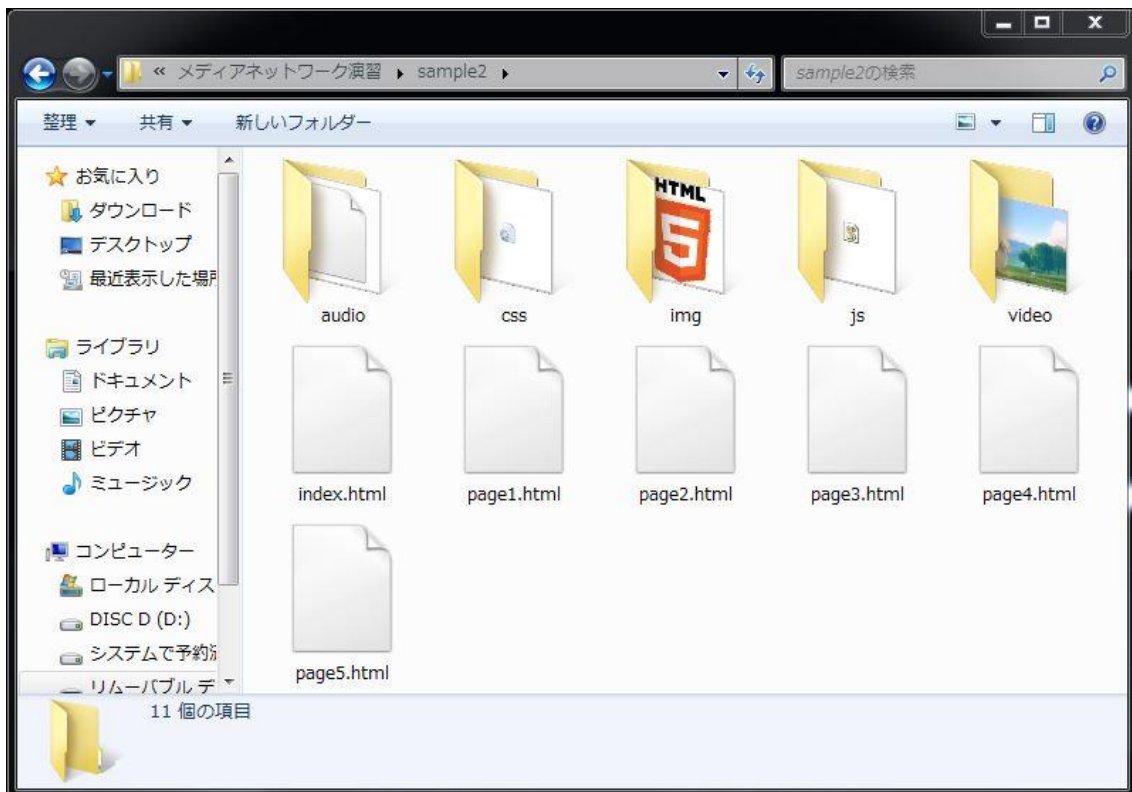 « メディアネットワーク演習 ▸ sample2 ▸
sample2の検索
整理 ▼ 共有 ▼ 新しいフォルダー
お気に入り
ダウンロード
デスクトップ
最近表示した場所
ライブラリ
ドキュメント
ピクチャ
ビデオ
ミュージック
コンピューター
ローカル ディス
DISC D (D:)
システムで予約済
リムーバブル デ
HTML
5
audio css img js video
index.html page1.html page2.html page3.html page4.html
page5.html
11 個の項目